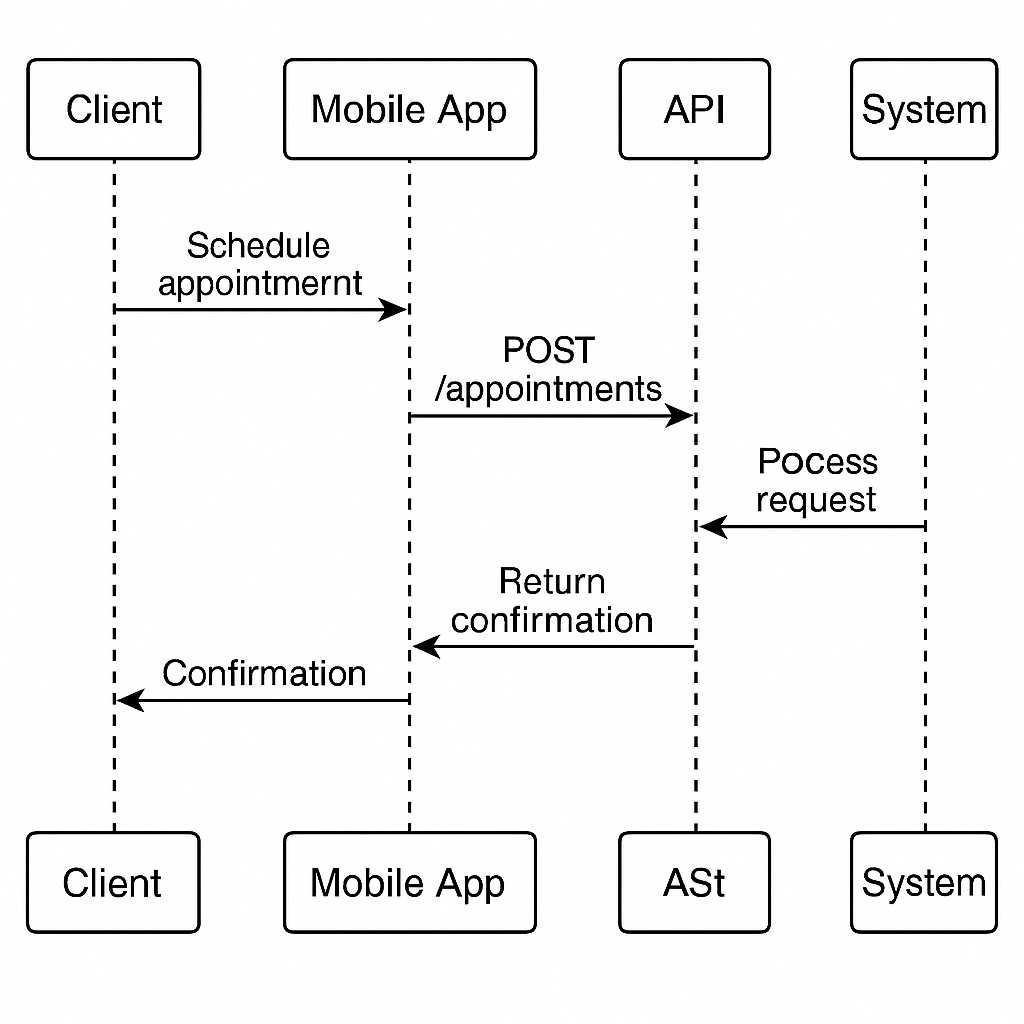 Client
Mobile App
API
System
Schedule
appointmernt
POST
/appointments
Pocess
request
Return
confirmation
Confirmation
Client
Mobile App
ASt
System